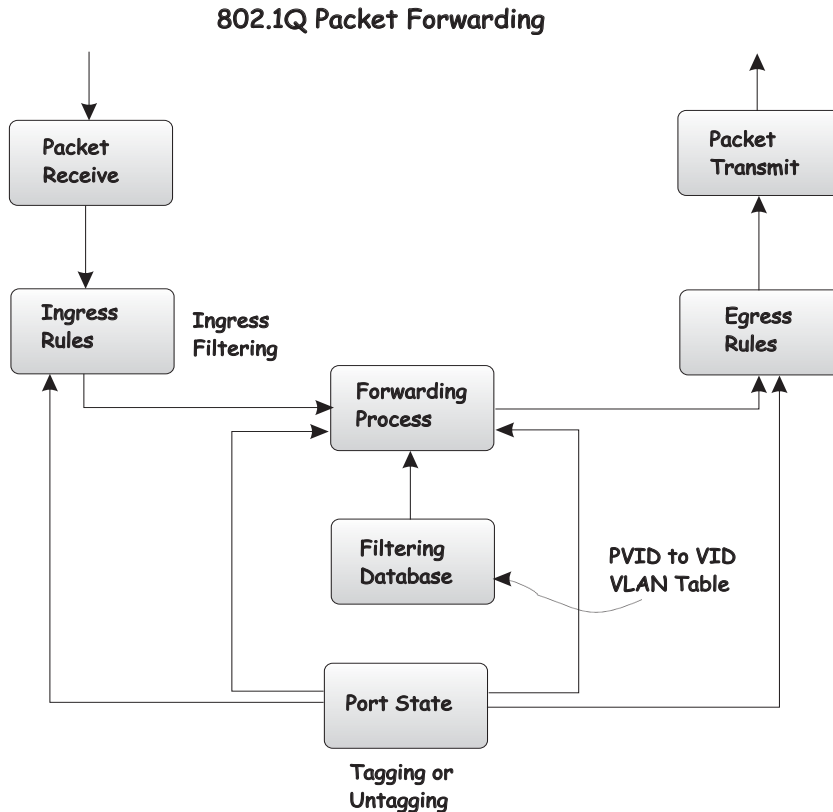 802.1Q Packet Forwarding
Packet
Receive
Packet
Transmit
Ingress
Rules
Ingress
Filtering
Egress
Rules
Forwarding
Process
Filtering
Database
PVID to VID
VLAN Table
Port State
Tagging or
Untagging